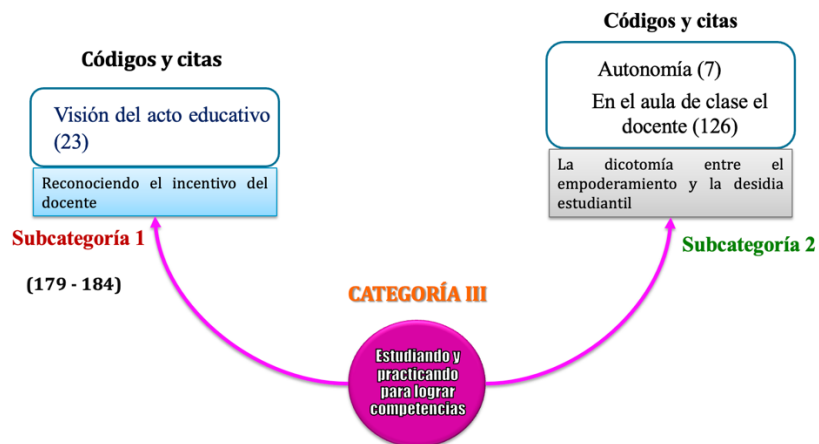 Códigos y citas
Visión del acto educativo
(23)
Reconociendo el incentivo del
docente
Subcategoría 1
(179 - 184)
Códigos y citas
Autonomía (7)
En el aula de clase el
docente (126)
La dicotomía entre el
empoderamiento y la desidia
estudiantil
Subcategoría 2
CATEGORÍA III
Estudiando y
practicando
para lograr
competencias